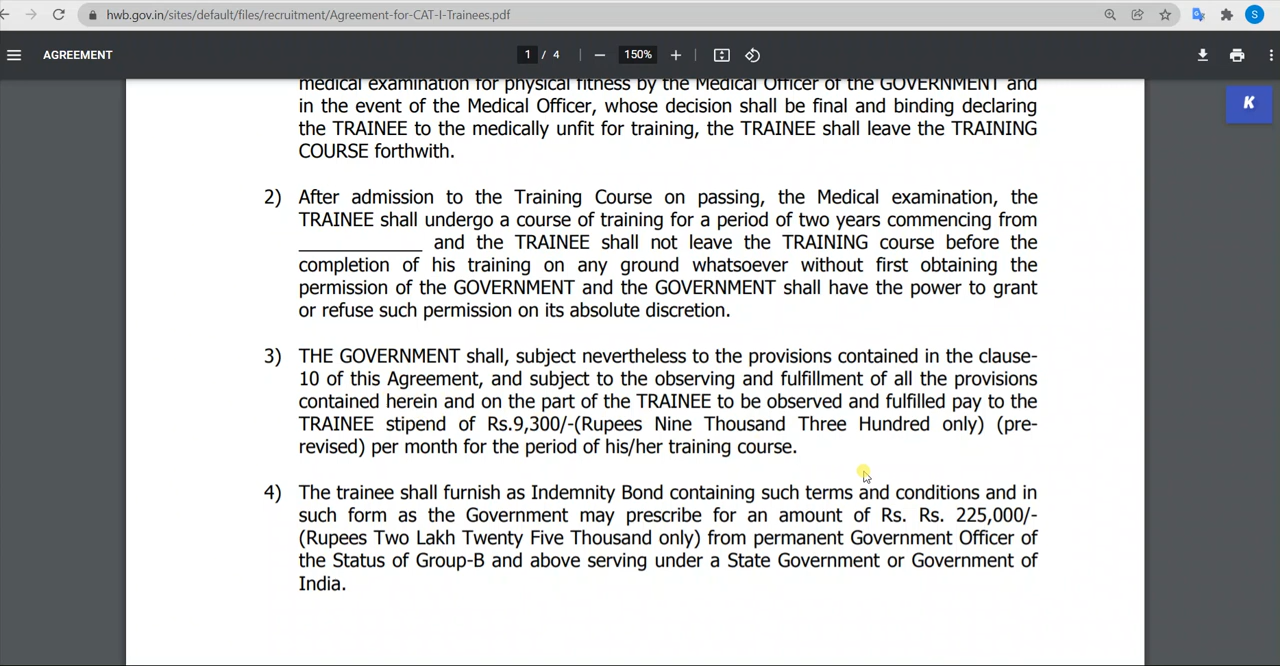 hwb.gov.in/sites/default/files/recruitment/Agreement-for-CAT-I-Trainees.pdf
S
AGREEMENT
1 / 4
150%
K
medical examination for physical fitness by the Medical Officer of the GOVERNMENT and
in the event of the Medical Officer, whose decision shall be final and binding declaring
the TRAINEE to the medically unfit for training, the TRAINEE shall leave the TRAINING
COURSE forthwith.
2) After admission to the Training Course on passing, the Medical examination, the
TRAINEE shall undergo a course of training for a period of two years commencing from
____________ and the TRAINEE shall not leave the TRAINING course before the
completion of his training on any ground whatsoever without first obtaining the
permission of the GOVERNMENT and the GOVERNMENT shall have the power to grant
or refuse such permission on its absolute discretion.
3) THE GOVERNMENT shall, subject nevertheless to the provisions contained in the clause-
10 of this Agreement, and subject to the observing and fulfillment of all the provisions
contained herein and on the part of the TRAINEE to be observed and fulfilled pay to the
TRAINEE stipend of Rs.9,300/-(Rupees Nine Thousand Three Hundred only) (pre-
revised) per month for the period of his/her training course.
4) The trainee shall furnish as Indemnity Bond containing such terms and conditions and in
such form as the Government may prescribe for an amount of Rs. Rs. 225,000/-
(Rupees Two Lakh Twenty Five Thousand only) from permanent Government Officer of
the Status of Group-B and above serving under a State Government or Government of
India.